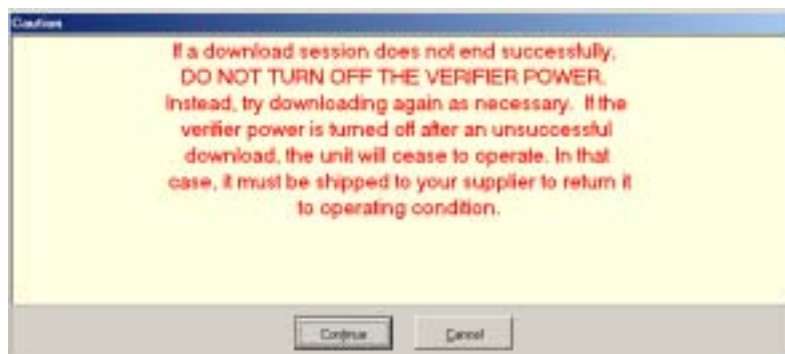 Caution
If a download session does not end successfully,
DO NOT TURN OFF THE VERIFIER POWER.
Instead, try downloading again as necessary. If the
verifier power is turned off after an unsuccessful
download, the unit will cease to operate. In that
case, it must be shipped to your supplier to return it
to operating condition.
Continue
Cancel